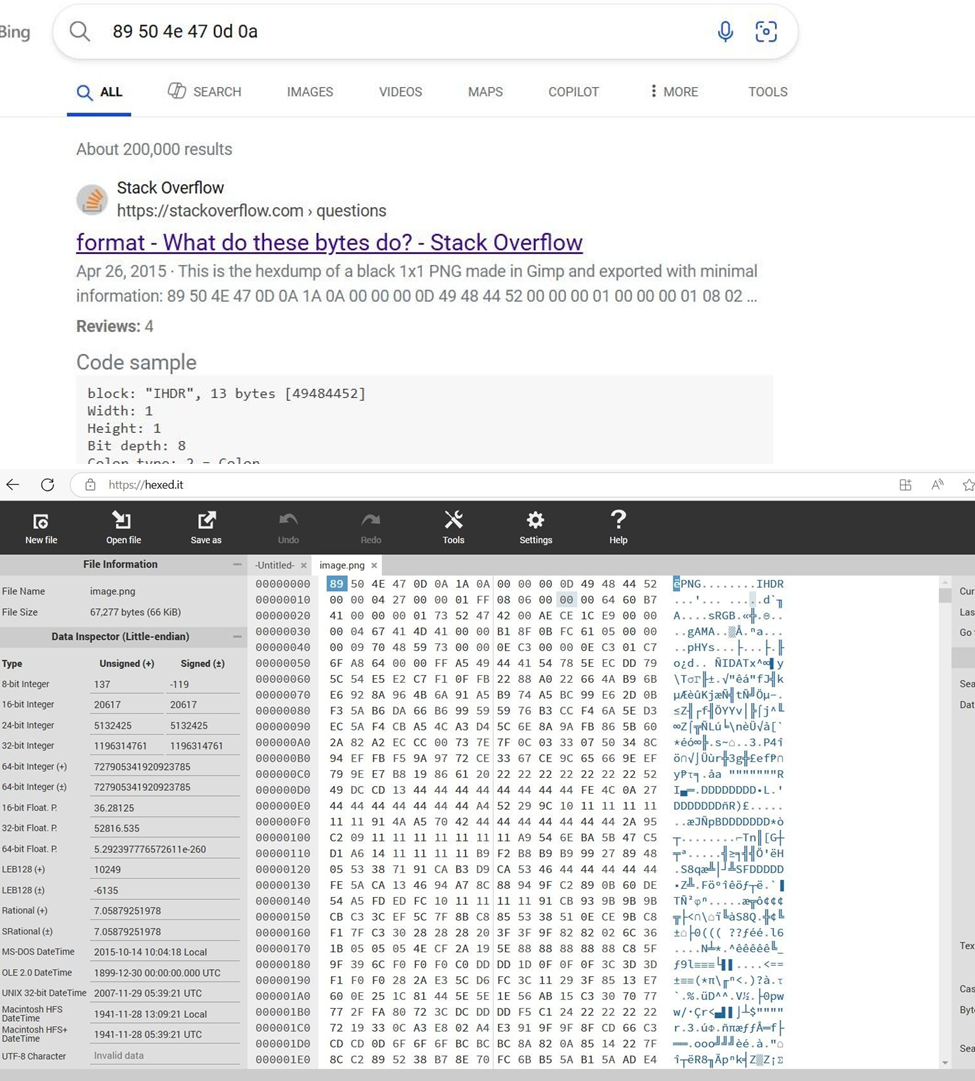 Bing
89 50 4e 47 0d 0a
ALL SEARCH IMAGES VIDEOS MAPS COPILOT MORE TOOLS
About 200,000 results
Stack Overflow
https://stackoverflow.com › questions
format - What do these bytes do? - Stack Overflow
Apr 26, 2015 · This is the hexdump of a black 1x1 PNG made in Gimp and exported with minimal
information: 89 50 4E 47 0D 0A 1A 0A 00 00 00 0D 49 48 44 52 00 00 00 01 00 00 00 01 08 02 ...
Reviews: 4
Code sample
block: "IHDR", 13 bytes [49484452]
Width: 1
Height: 1
Bit depth: 8
Color type: 2 = Color
https://hexed.it
New file Open file Save as Undo Redo Tools Settings Help
File Information
File Name image.png
File Size 67,277 bytes (66 KiB)
Data Inspector (Little-endian)
Type Unsigned (+) Signed (±)
8-bit Integer 137 -119
16-bit Integer 20617 20617
24-bit Integer 5132425 5132425
32-bit Integer 1196314761 1196314761
64-bit Integer (+) 727905341920923785
64-bit Integer (±) 727905341920923785
16-bit Float. P. 36.28125
32-bit Float. P. 52816.535
64-bit Float. P. 5.292397776572611e-260
LEB128 (+) 10249
LEB128 (±) -6135
Rational (+) 7.05879251978
SRational (±) 7.05879251978
MS-DOS DateTime 2015-10-14 10:04:18 Local
OLE 2.0 DateTime 1899-12-30 00:00:00.000 UTC
UNIX 32-bit DateTime 2007-11-29 05:39:21 UTC
Macintosh HFS DateTime 1941-11-28 13:09:21 Local
Macintosh HFS+ DateTime 1941-11-28 05:39:21 UTC
UTF-8 Character Invalid data
-Untitled- × image.png ×
00000000 89 50 4E 47 0D 0A 1A 0A 00 00 00 0D 49 48 44 52 ëPNG........IHDR
00000010 00 00 04 27 00 00 01 FF 08 06 00 00 00 64 60 B7
00000020 41 00 00 00 01 73 52 47 42 00 AE CE 1C E9 00 00
00000030 00 04 67 41 4D 41 00 00 B1 8F 0B FC 61 05 00 00
00000040 00 09 70 48 59 73 00 00 0E C3 00 00 0E C3 01 C7
00000050 6F A8 64 00 00 FF A5 49 44 41 54 78 5E EC DD 79
00000060 5C 54 E5 E2 C7 F1 0F FB 22 88 A0 22 66 4A B9 6B
00000070 E6 92 8A 96 4B 6A 91 A5 B9 74 A5 BC 99 E6 2D 0B
00000080 F3 5A B6 DA 66 B6 99 59 59 76 B3 CC F4 6A 5E D3
00000090 EC 5A F4 CB A5 4C A3 D4 5C 6E 8A 9A FB 86 5B 60
000000A0 2A 82 A2 EC CC 00 73 7E 7F 0C 03 33 07 50 34 8C
000000B0 94 EF FB F5 9A 97 72 CE 33 67 CE 9C 65 66 9E EF
000000C0 79 9E E7 B8 19 86 61 20 22 22 22 22 22 22 22 52
000000D0 49 DC CD 13 44 44 44 44 44 44 44 FE 4C 0A 27
000000E0 44 44 44 44 44 44 A4 52 29 9C 10 11 11 11 11
000000F0 11 11 91 4A A5 70 42 44 44 44 44 44 44 2A 95
00000100 C2 09 11 11 11 11 11 11 A9 54 6E BA 5B 47 C5
00000110 D1 A6 14 11 11 11 11 B9 F2 B8 B9 B9 99 27 89 48
00000120 05 53 38 71 91 CA B3 D9 CA 53 46 44 44 44 44 44
00000130 FE 5A CA 13 46 94 A7 8C 88 94 9F C2 89 0B 60 DE
00000140 54 A5 FD ED FC 10 11 11 11 11 91 CB 93 9B 9B 9B
00000150 CB C3 3C EF 5C 7F 8B C8 85 53 38 51 0E CE 9B C8
00000160 F1 7F C3 30 28 28 28 20 3F 3F 9F 82 82 02 6C 36
00000170 1B 05 05 05 4E CF 2A 19 5E 88 88 88 88 88 C8 5F
00000180 9F 39 6C F0 F0 F0 C0 DD DD 1D 0F 0F 0F 3C 3D 3D
00000190 F1 F0 F0 28 2A E3 5C D6 FC 3C 11 29 3F 85 13 E7
000001A0 60 0E 25 1C 81 44 5E 5E 1E 56 AB 15 C3 30 70 77
000001B0 77 2F FA 80 72 3C DC DD DD F5 C1 24 22 22 22 22
000001C0 72 19 33 0C A3 E8 02 A4 E3 91 9F 9F 8F CD 66 C3
000001D0 CD CD 0D 6F 6F 6F BC BC BC 8A 82 0A 85 14 22 7F
000001E0 8C C2 89 52 38 B7 8E 70 FC 6B B5 5A B1 5A AD E4